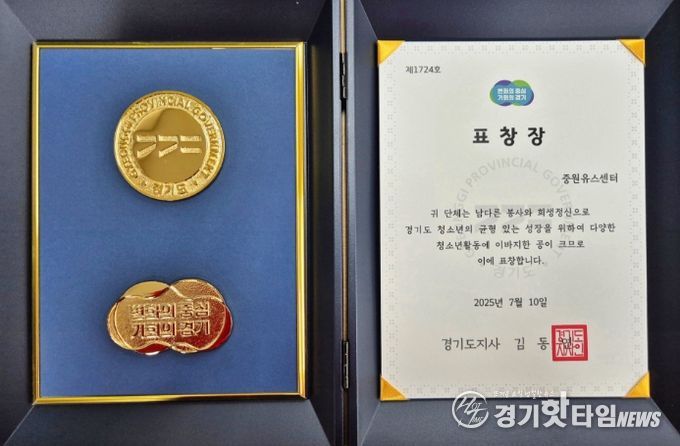 GYEONGGI PROVINCIAL GOVERNMENT
경기도
변화의 중심
기회의 경기
제1724호
변화의 중심
기회의 경기
표창장
중원유스센터
귀 단체는 남다른 봉사와 희생정신으로
경기도 청소년의 균형 있는 성장을 위하여 다양한
청소년활동에 이바지한 공이 크므로
이에 표창합니다.
2025년 7월 10일
경기도지사 김동연
경기핫타임NEWS